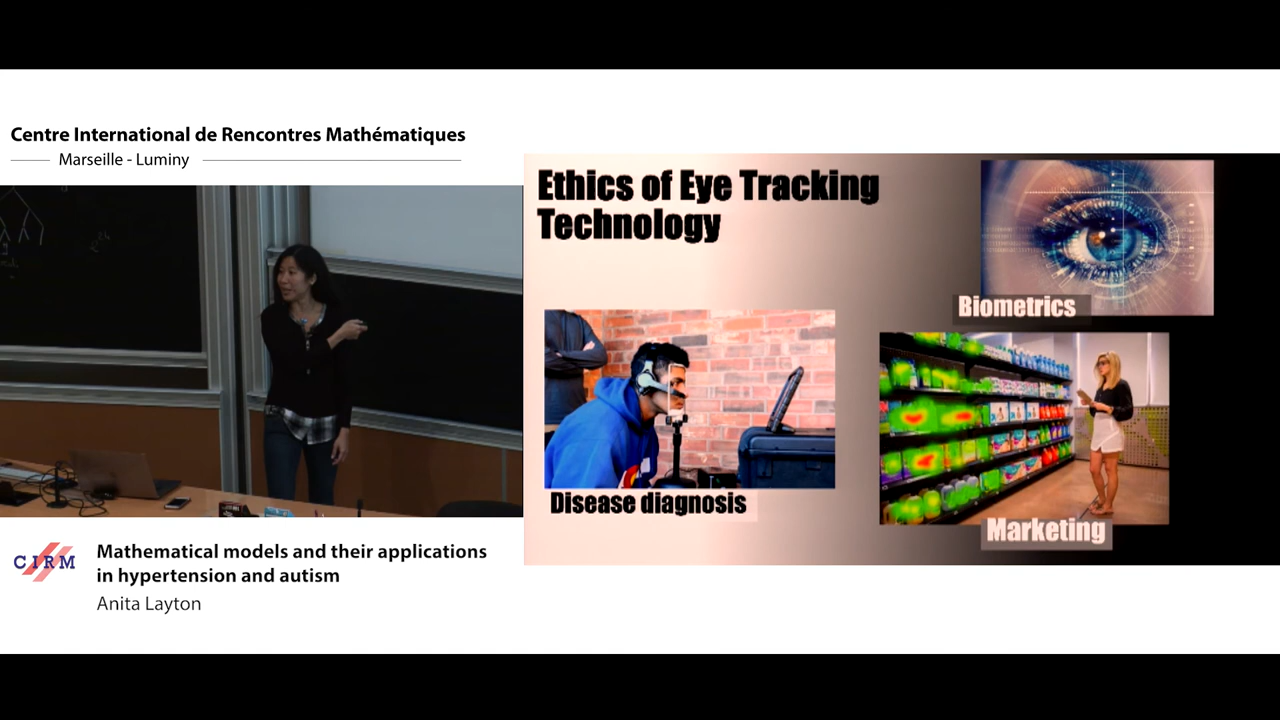 Centre International de Rencontres Mathématiques
Marseille - Luminy
Ethics of Eye Tracking
Technology
Biometrics
Disease diagnosis
Marketing
CIRM
Mathematical models and their applications
in hypertension and autism
Anita Layton